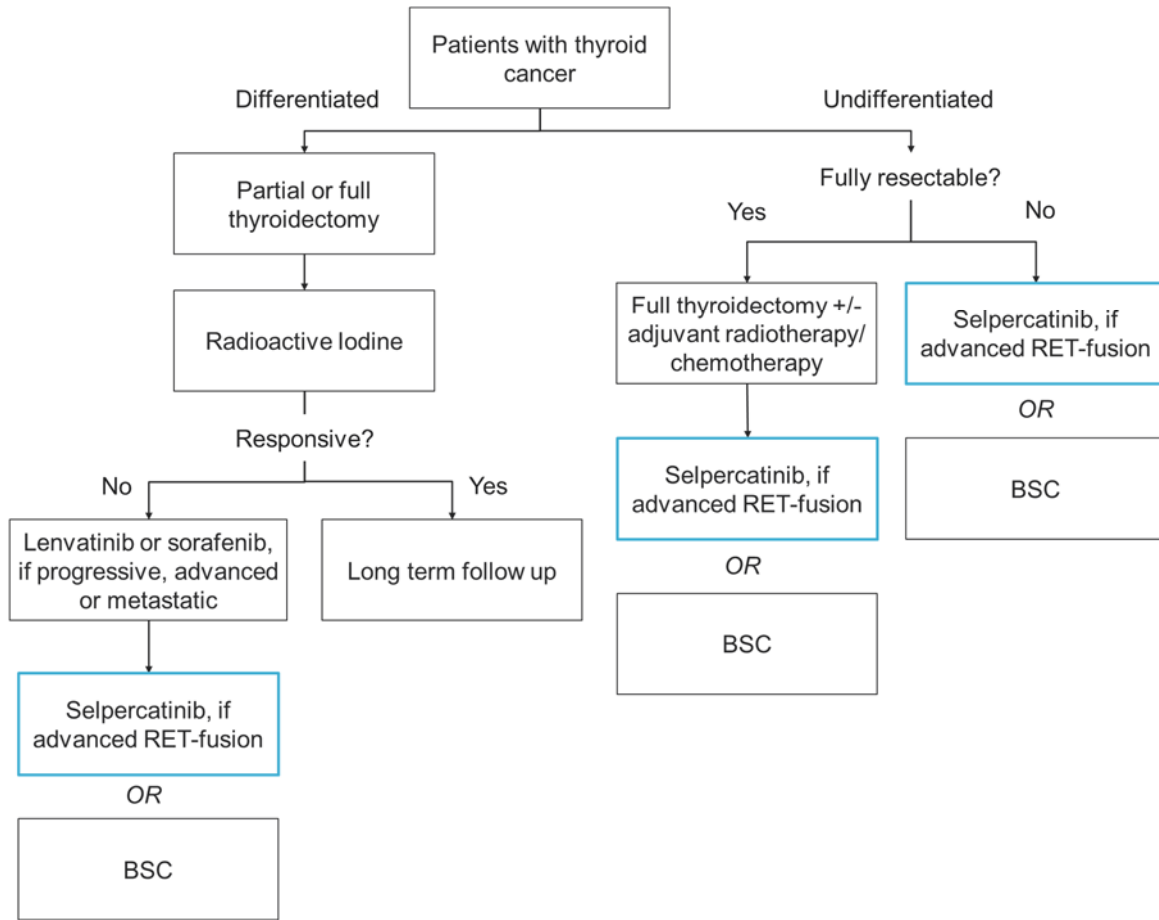 Patients with thyroid
cancer
Differentiated
Undifferentiated
Partial or full
thyroidectomy
Radioactive Iodine
Responsive?
No
Yes
Lenvatinib or sorafenib,
if progressive, advanced
or metastatic
Long term follow up
Selpercatinib, if
advanced RET-fusion
OR
BSC
Fully resectable?
Yes
No
Full thyroidectomy +/-
adjuvant radiotherapy/
chemotherapy
Selpercatinib, if
advanced RET-fusion
OR
BSC
Selpercatinib, if
advanced RET-fusion
OR
BSC